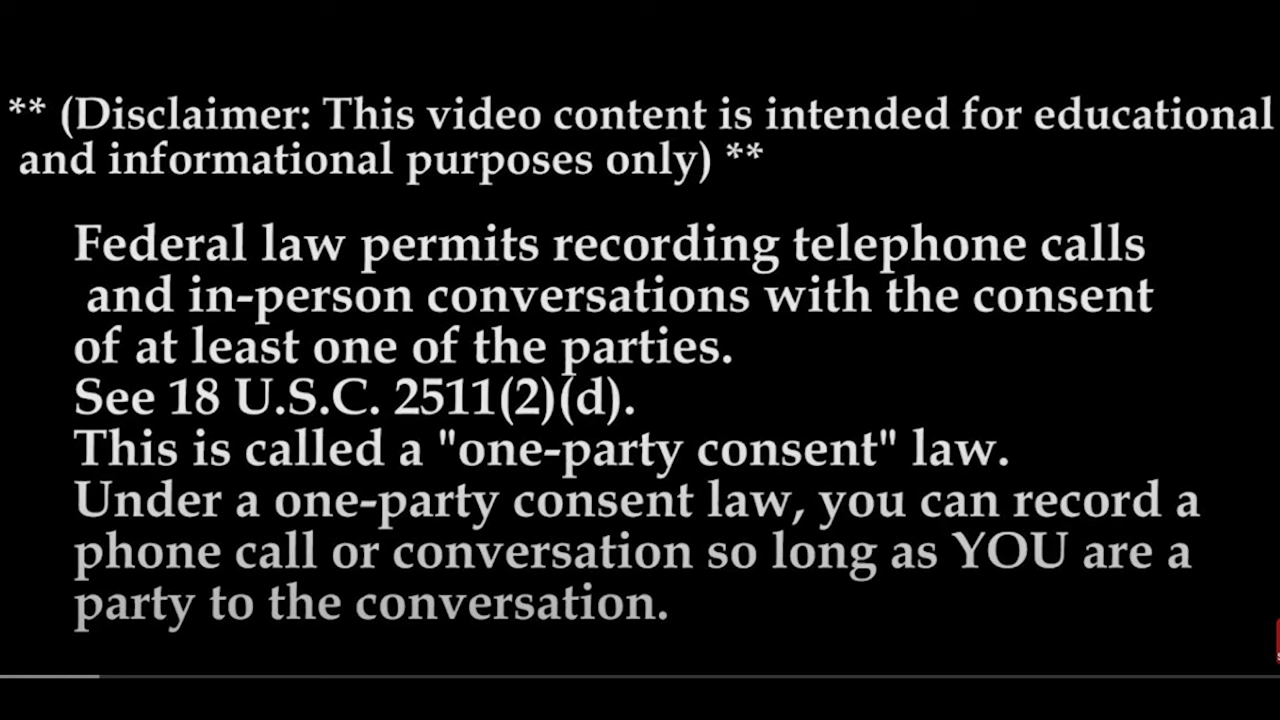 ** (Disclaimer: This video content is intended for educational
and informational purposes only) **
Federal law permits recording telephone calls
and in-person conversations with the consent
of at least one of the parties.
See 18 U.S.C. 2511(2)(d).
This is called a "one-party consent" law.
Under a one-party consent law, you can record a
phone call or conversation so long as YOU are a
party to the conversation.